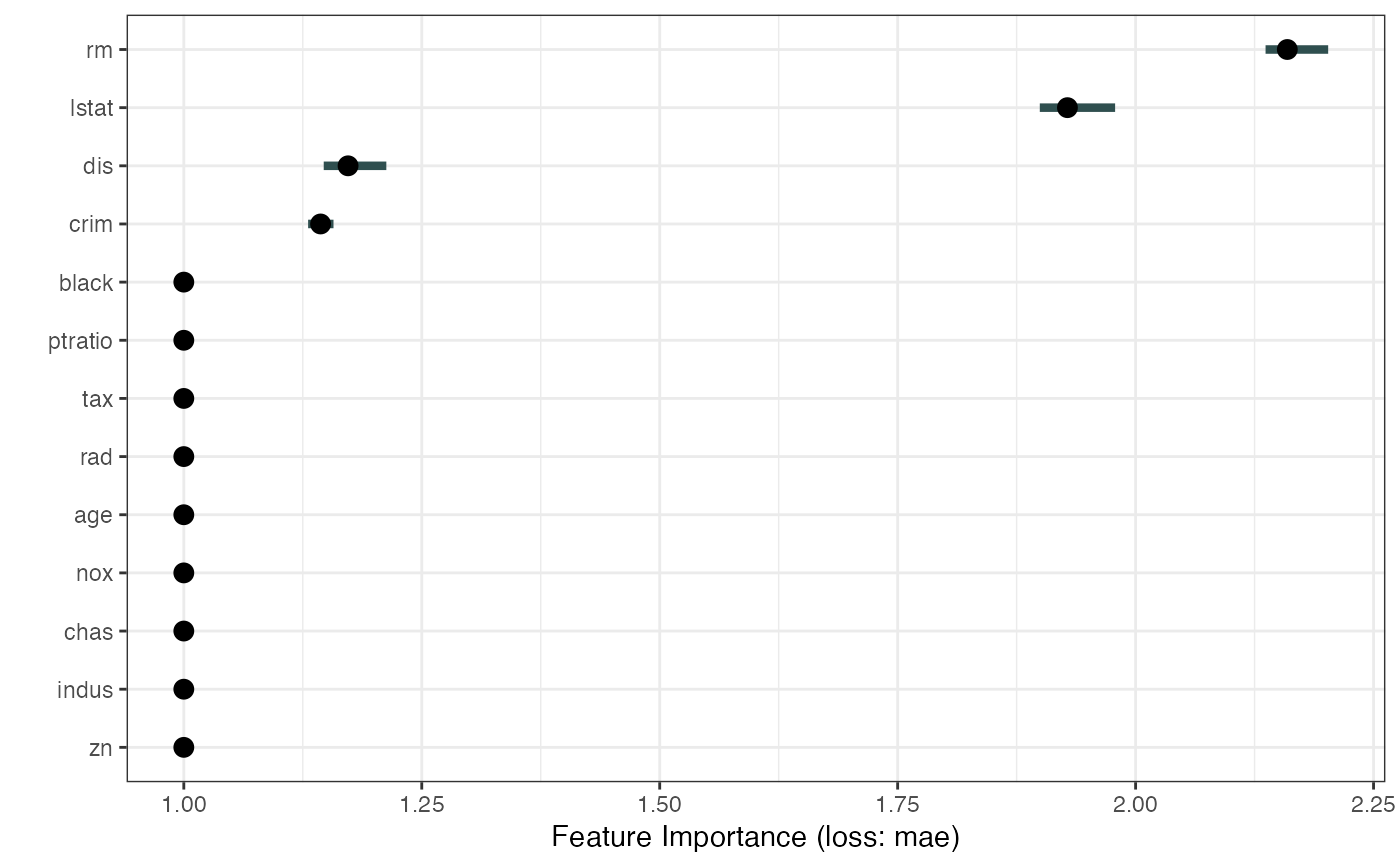 rm
lstat
dis
crim
black
ptratio
tax
rad
age
nox
chas
indus
zn
1.00 1.25 1.50 1.75 2.00 2.25
Feature Importance (loss: mae)